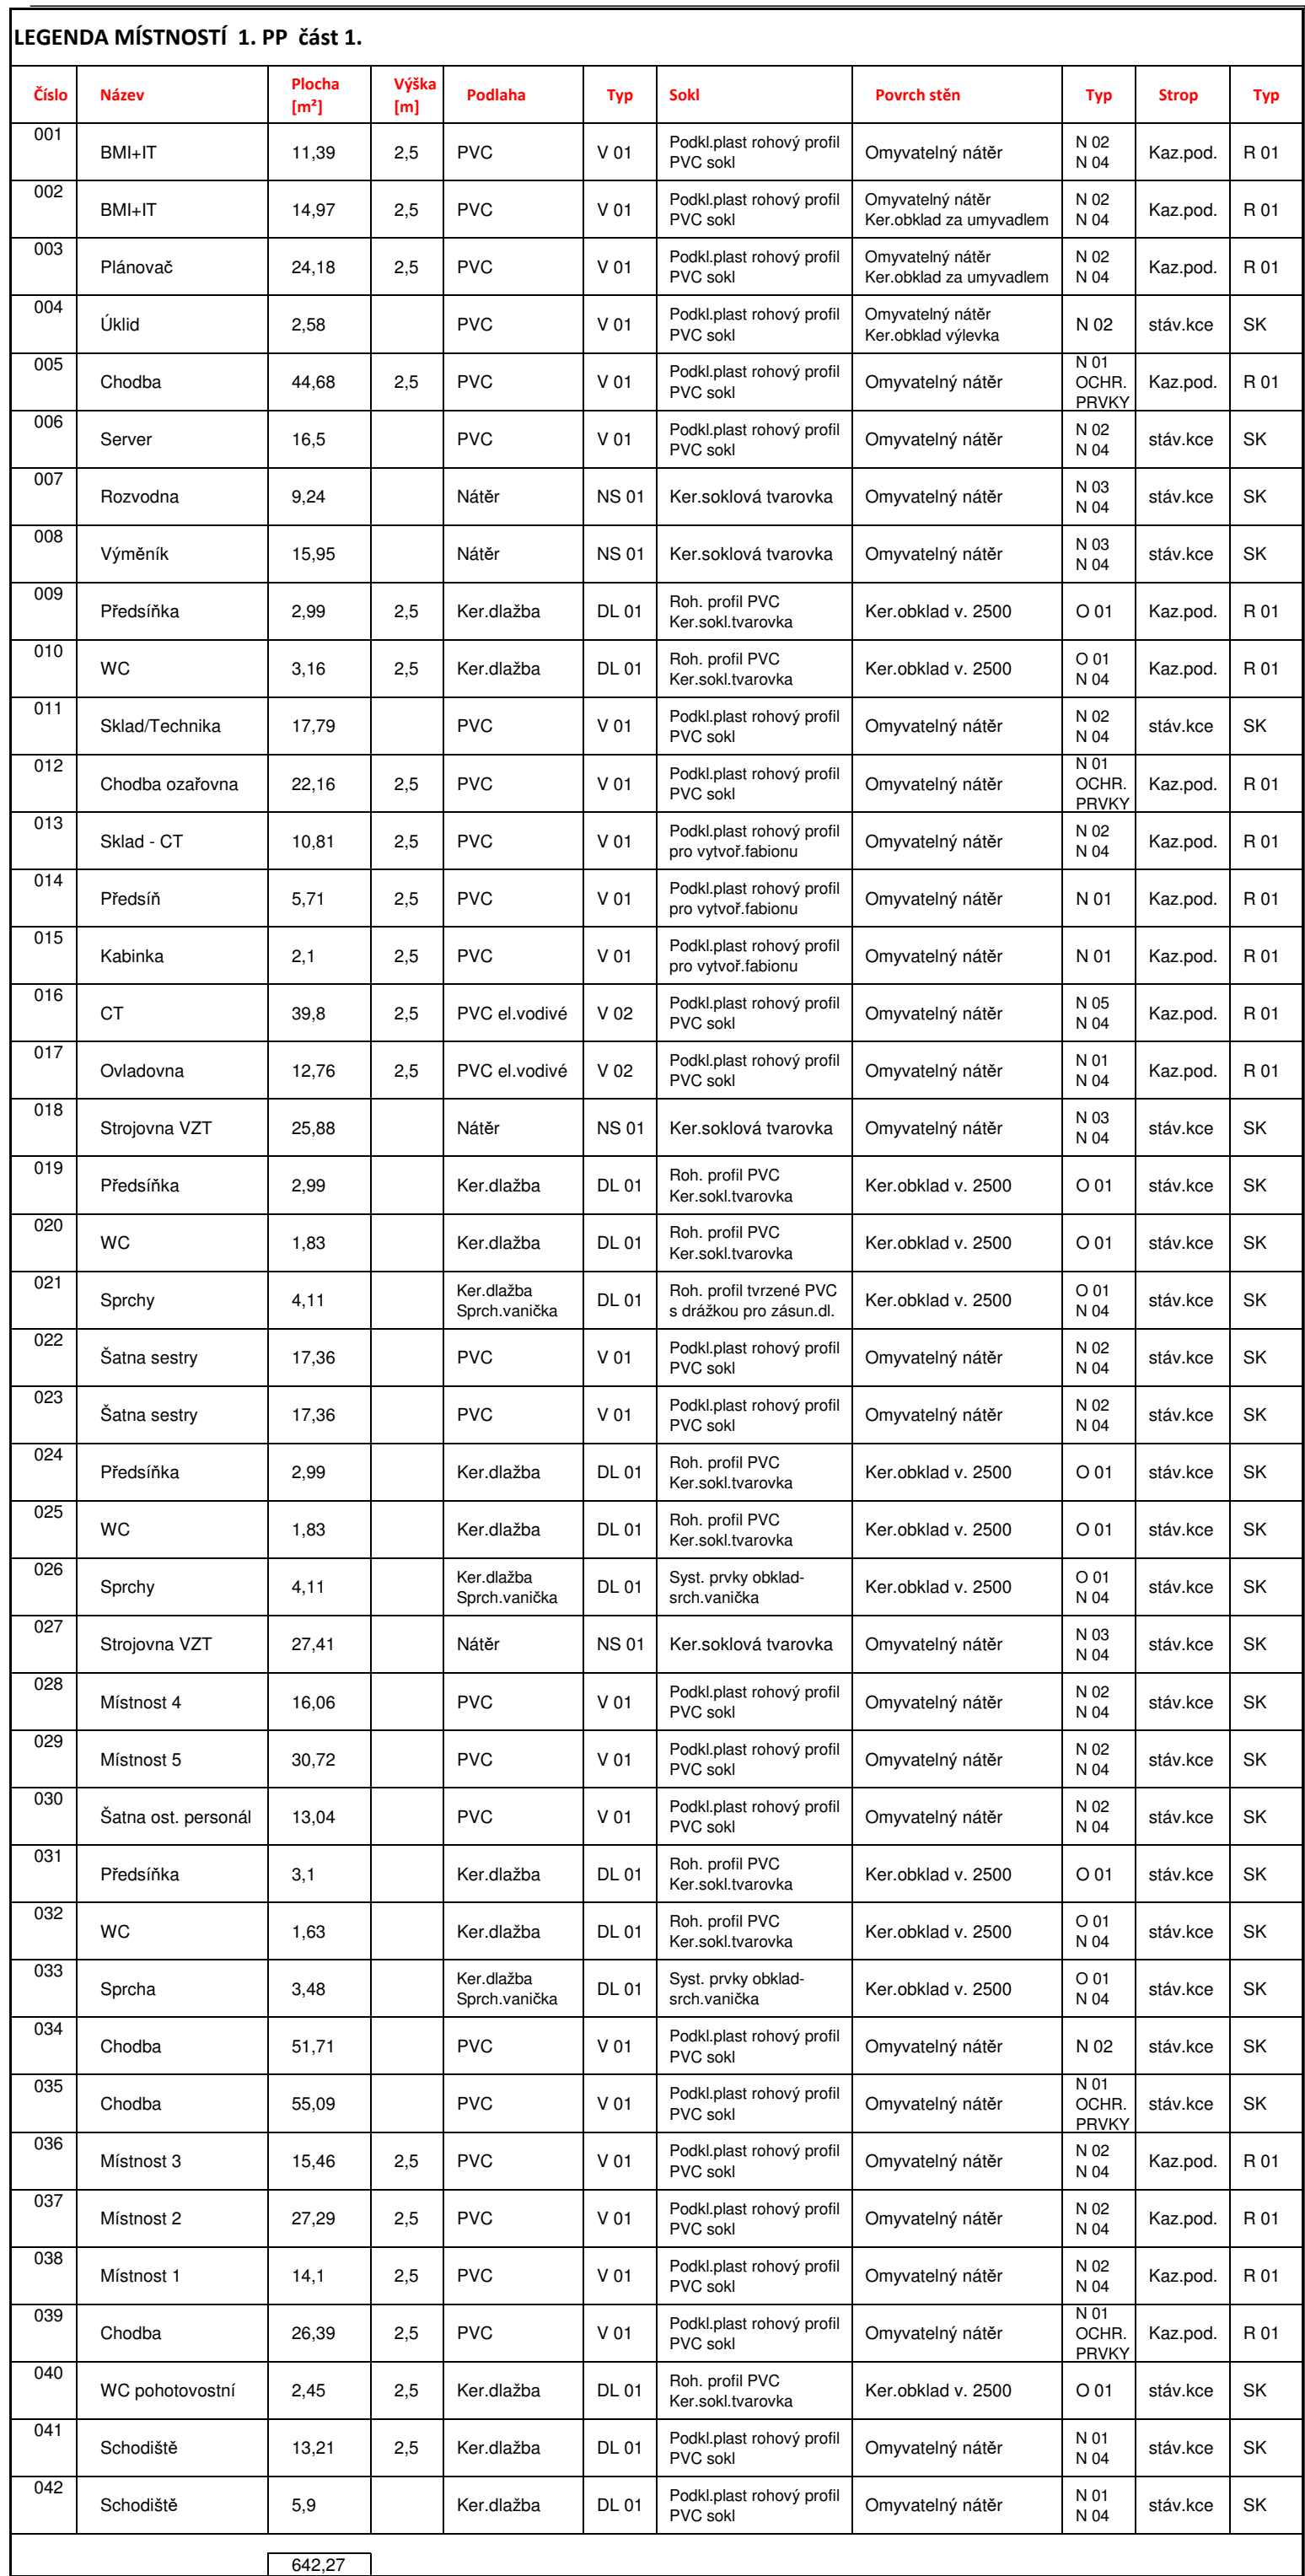 LEGENDA MÍSTNOSTÍ 1. PP část 1.
Číslo Název Plocha [m²] Výška [m] Podlaha Typ Sokl Povrch stěn Typ Strop Typ
001 BMI+IT 11,39 2,5 PVC V 01 Podkl.plast rohový profil PVC sokl Omyvatelný nátěr N 02 N 04 Kaz.pod. R 01
002 BMI+IT 14,97 2,5 PVC V 01 Podkl.plast rohový profil PVC sokl Omyvatelný nátěr Ker.obklad za umyvadlem N 02 N 04 Kaz.pod. R 01
003 Plánovač 24,18 2,5 PVC V 01 Podkl.plast rohový profil PVC sokl Omyvatelný nátěr Ker.obklad za umyvadlem N 02 N 04 Kaz.pod. R 01
004 Úklid 2,58 PVC V 01 Podkl.plast rohový profil PVC sokl Omyvatelný nátěr Ker.obklad výlevka N 02 stáv.kce SK
005 Chodba 44,68 2,5 PVC V 01 Podkl.plast rohový profil PVC sokl Omyvatelný nátěr N 01 OCHR. PRVKY Kaz.pod. R 01
006 Server 16,5 PVC V 01 Podkl.plast rohový profil PVC sokl Omyvatelný nátěr N 02 N 04 stáv.kce SK
007 Rozvodna 9,24 Nátěr NS 01 Ker.soklová tvarovka Omyvatelný nátěr N 03 N 04 stáv.kce SK
008 Výměník 15,95 Nátěr NS 01 Ker.soklová tvarovka Omyvatelný nátěr N 03 N 04 stáv.kce SK
009 Předsíňka 2,99 2,5 Ker.dlažba DL 01 Roh. profil PVC Ker.sokl.tvarovka Ker.obklad v. 2500 O 01 Kaz.pod. R 01
010 WC 3,16 2,5 Ker.dlažba DL 01 Roh. profil PVC Ker.sokl.tvarovka Ker.obklad v. 2500 O 01 N 04 Kaz.pod. R 01
011 Sklad/Technika 17,79 PVC V 01 Podkl.plast rohový profil PVC sokl Omyvatelný nátěr N 02 N 04 stáv.kce SK
012 Chodba ozařovna 22,16 2,5 PVC V 01 Podkl.plast rohový profil PVC sokl Omyvatelný nátěr N 01 OCHR. PRVKY Kaz.pod. R 01
013 Sklad - CT 10,81 2,5 PVC V 01 Podkl.plast rohový profil pro vytvoř.fabionu Omyvatelný nátěr N 02 N 04 Kaz.pod. R 01
014 Předsíň 5,71 2,5 PVC V 01 Podkl.plast rohový profil pro vytvoř.fabionu Omyvatelný nátěr N 01 Kaz.pod. R 01
015 Kabinka 2,1 2,5 PVC V 01 Podkl.plast rohový profil pro vytvoř.fabionu Omyvatelný nátěr N 01 Kaz.pod. R 01
016 CT 39,8 2,5 PVC el.vodivé V 02 Podkl.plast rohový profil PVC sokl Omyvatelný nátěr N 05 N 04 Kaz.pod. R 01
017 Ovladovna 12,76 2,5 PVC el.vodivé V 02 Podkl.plast rohový profil PVC sokl Omyvatelný nátěr N 01 N 04 Kaz.pod. R 01
018 Strojovna VZT 25,88 Nátěr NS 01 Ker.soklová tvarovka Omyvatelný nátěr N 03 N 04 stáv.kce SK
019 Předsíňka 2,99 Ker.dlažba DL 01 Roh. profil PVC Ker.sokl.tvarovka Ker.obklad v. 2500 O 01 stáv.kce SK
020 WC 1,83 Ker.dlažba DL 01 Roh. profil PVC Ker.sokl.tvarovka Ker.obklad v. 2500 O 01 stáv.kce SK
021 Sprchy 4,11 Ker.dlažba Sprch.vanička DL 01 Roh. profil tvrzené PVC s drážkou pro zásun.dl. Ker.obklad v. 2500 O 01 N 04 stáv.kce SK
022 Šatna sestry 17,36 PVC V 01 Podkl.plast rohový profil PVC sokl Omyvatelný nátěr N 02 N 04 stáv.kce SK
023 Šatna sestry 17,36 PVC V 01 Podkl.plast rohový profil PVC sokl Omyvatelný nátěr N 02 N 04 stáv.kce SK
024 Předsíňka 2,99 Ker.dlažba DL 01 Roh. profil PVC Ker.sokl.tvarovka Ker.obklad v. 2500 O 01 stáv.kce SK
025 WC 1,83 Ker.dlažba DL 01 Roh. profil PVC Ker.sokl.tvarovka Ker.obklad v. 2500 O 01 stáv.kce SK
026 Sprchy 4,11 Ker.dlažba Sprch.vanička DL 01 Syst. prvky obklad- srch.vanička Ker.obklad v. 2500 O 01 N 04 stáv.kce SK
027 Strojovna VZT 27,41 Nátěr NS 01 Ker.soklová tvarovka Omyvatelný nátěr N 03 N 04 stáv.kce SK
028 Místnost 4 16,06 PVC V 01 Podkl.plast rohový profil PVC sokl Omyvatelný nátěr N 02 N 04 stáv.kce SK
029 Místnost 5 30,72 PVC V 01 Podkl.plast rohový profil PVC sokl Omyvatelný nátěr N 02 N 04 stáv.kce SK
030 Šatna ost. personál 13,04 PVC V 01 Podkl.plast rohový profil PVC sokl Omyvatelný nátěr N 02 N 04 stáv.kce SK
031 Předsíňka 3,1 Ker.dlažba DL 01 Roh. profil PVC Ker.sokl.tvarovka Ker.obklad v. 2500 O 01 stáv.kce SK
032 WC 1,63 Ker.dlažba DL 01 Roh. profil PVC Ker.sokl.tvarovka Ker.obklad v. 2500 O 01 N 04 stáv.kce SK
033 Sprcha 3,48 Ker.dlažba Sprch.vanička DL 01 Syst. prvky obklad- srch.vanička Ker.obklad v. 2500 O 01 N 04 stáv.kce SK
034 Chodba 51,71 PVC V 01 Podkl.plast rohový profil PVC sokl Omyvatelný nátěr N 02 stáv.kce SK
035 Chodba 55,09 PVC V 01 Podkl.plast rohový profil PVC sokl Omyvatelný nátěr N 01 OCHR. PRVKY stáv.kce SK
036 Místnost 3 15,46 2,5 PVC V 01 Podkl.plast rohový profil PVC sokl Omyvatelný nátěr N 02 N 04 Kaz.pod. R 01
037 Místnost 2 27,29 2,5 PVC V 01 Podkl.plast rohový profil PVC sokl Omyvatelný nátěr N 02 N 04 Kaz.pod. R 01
038 Místnost 1 14,1 2,5 PVC V 01 Podkl.plast rohový profil PVC sokl Omyvatelný nátěr N 02 N 04 Kaz.pod. R 01
039 Chodba 26,39 2,5 PVC V 01 Podkl.plast rohový profil PVC sokl Omyvatelný nátěr N 01 OCHR. PRVKY Kaz.pod. R 01
040 WC pohotovostní 2,45 2,5 Ker.dlažba DL 01 Roh. profil PVC Ker.sokl.tvarovka Ker.obklad v. 2500 O 01 stáv.kce SK
041 Schodiště 13,21 2,5 Ker.dlažba DL 01 Podkl.plast rohový profil PVC sokl Omyvatelný nátěr N 01 N 04 stáv.kce SK
042 Schodiště 5,9 Ker.dlažba DL 01 Podkl.plast rohový profil PVC sokl Omyvatelný nátěr N 01 N 04 stáv.kce SK
642,27